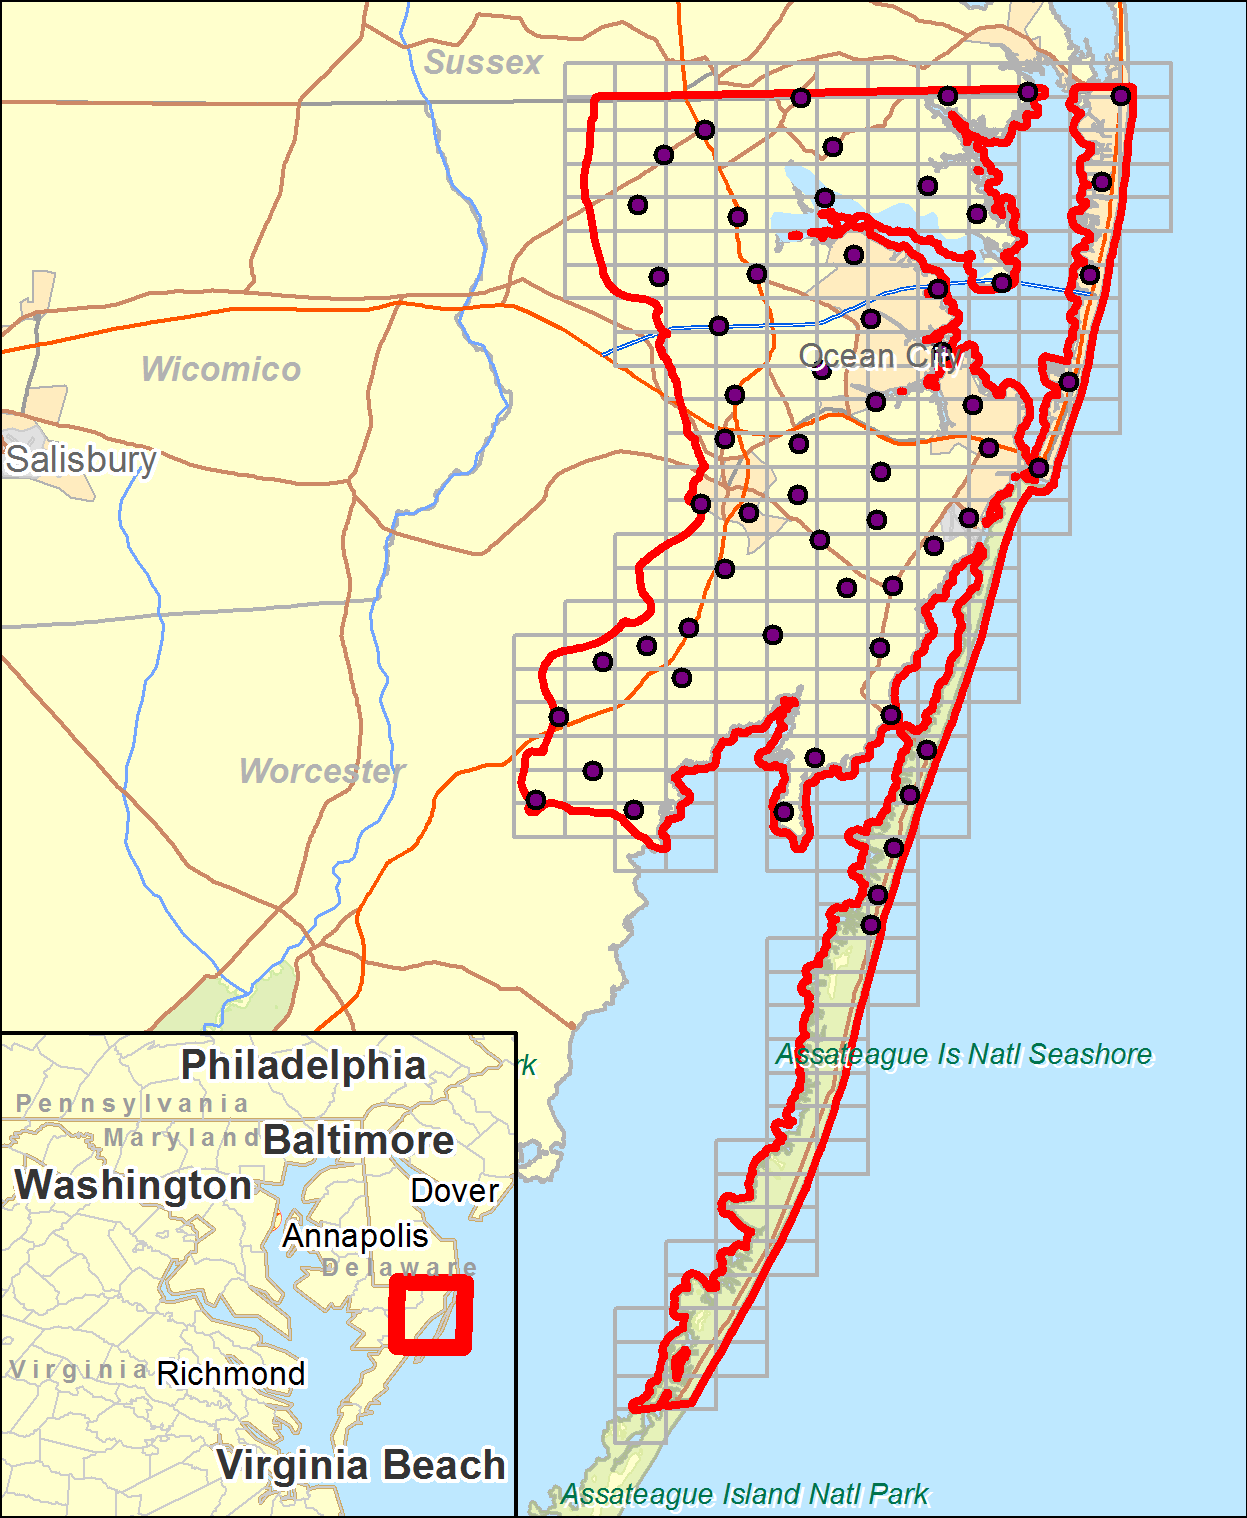 Sussex
Ocean City
Wicomico
Salisbury
Worcester
Assateague Is Natl Seashore
rk
Philadelphia
Pennsylvania
Maryland
Baltimore
Washington
Dover
Annapolis
Delaware
Virginia
Richmond
Virginia Beach
Assateague Island Natl Park